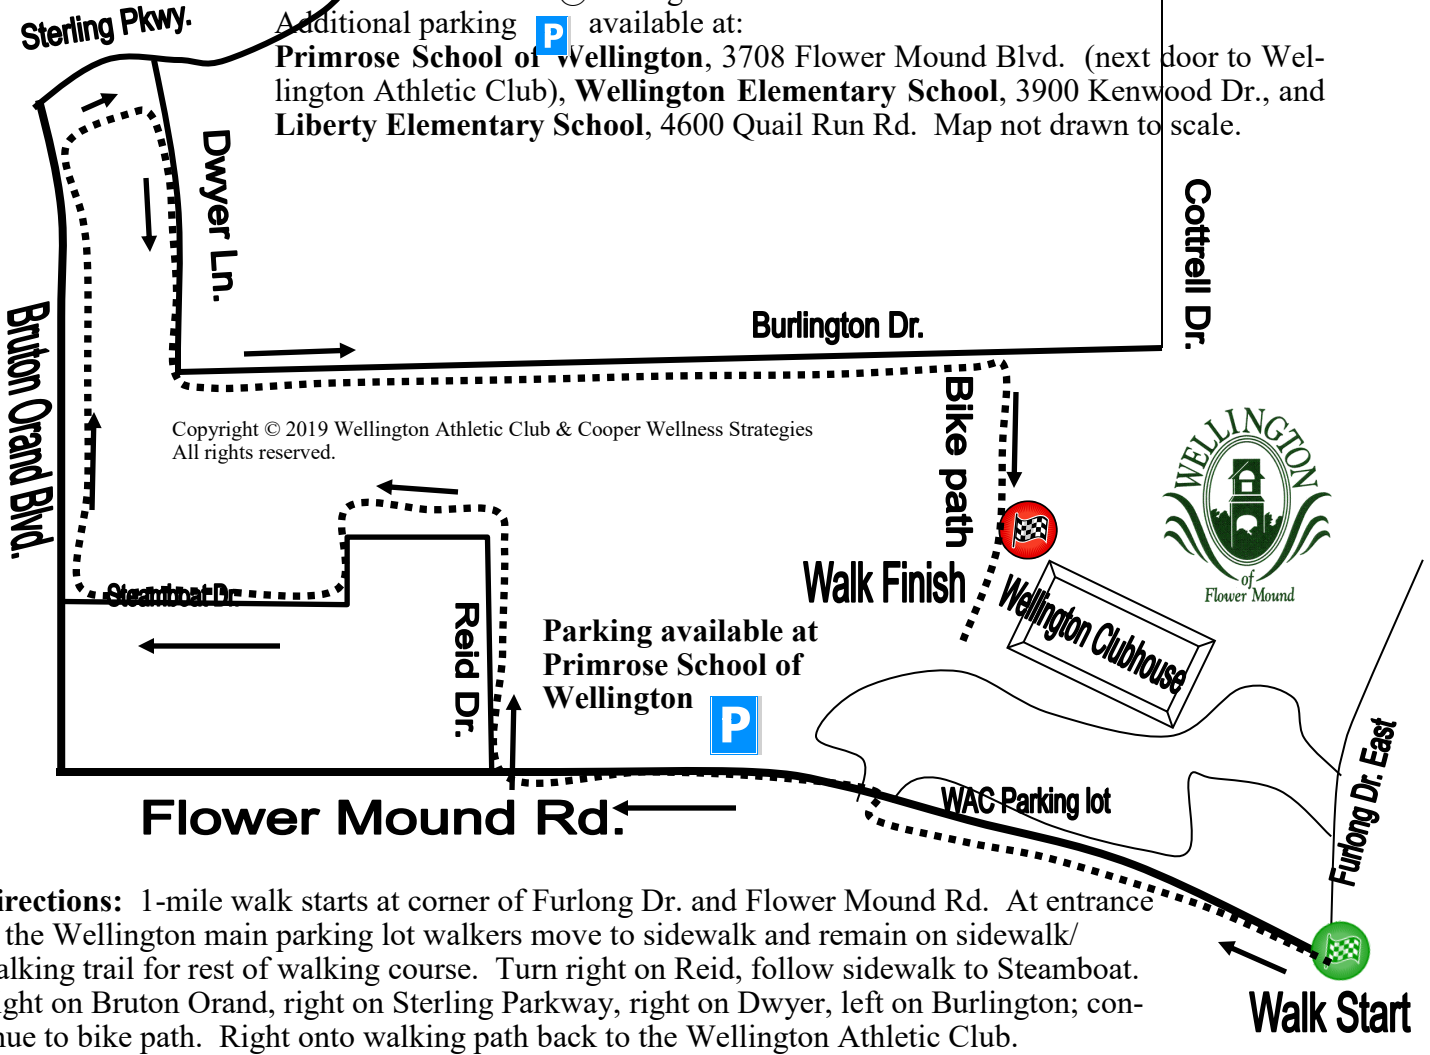 Sterling Pkwy.
Additional parking P available at:
Primrose School of Wellington, 3708 Flower Mound Blvd. (next door to Wel-
lington Athletic Club), Wellington Elementary School, 3900 Kenwood Dr., and
Liberty Elementary School, 4600 Quail Run Rd. Map not drawn to scale.
Dwyer Ln.
Cottrell Dr.
Burlington Dr.
Bruton Orand Blvd.
Bike path
Copyright © 2019 Wellington Athletic Club & Cooper Wellness Strategies
All rights reserved.
WELLINGTON
of
Flower Mound
Walk Finish
Wellington Clubhouse
Steamboat Dr.
Reid Dr.
Parking available at
Primrose School of
Wellington
P
Furlong Dr. East
WAC Parking lot
Flower Mound Rd.
irections: 1-mile walk starts at corner of Furlong Dr. and Flower Mound Rd. At entrance
the Wellington main parking lot walkers move to sidewalk and remain on sidewalk/
alking trail for rest of walking course. Turn right on Reid, follow sidewalk to Steamboat.
ght on Bruton Orand, right on Sterling Parkway, right on Dwyer, left on Burlington; con-
nue to bike path. Right onto walking path back to the Wellington Athletic Club.
Walk Start